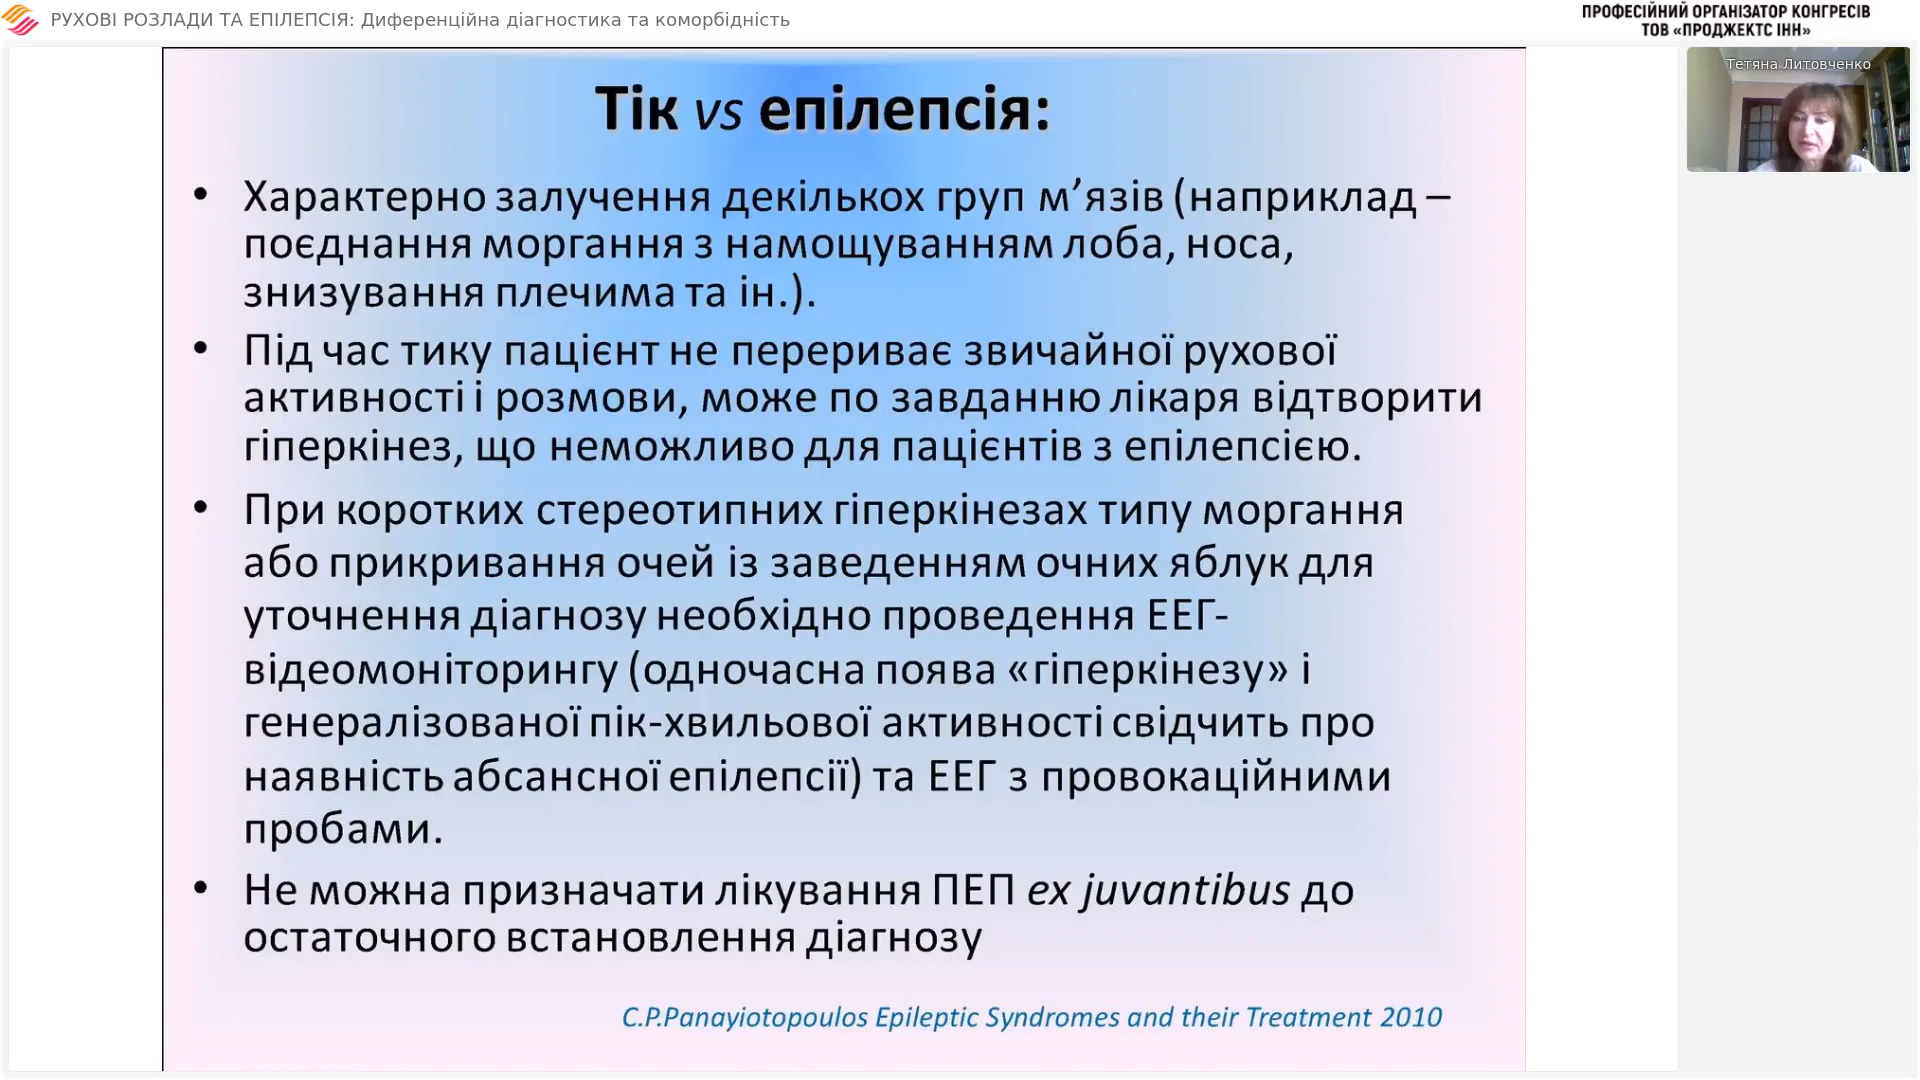 РУХОВІ РОЗЛАДИ ТА ЕПІЛЕПСІЯ: Диференційна діагностика та коморбідність
ПРОФЕСІЙНИЙ ОРГАНІЗАТОР КОНГРЕСІВ
ТОВ «ПРОДЖЕКТС ІНН»
Тетяна Литовченко
Тік vs епілепсія:
• Характерно залучення декількох груп м’язів (наприклад –
поєднання моргання з намощуванням лоба, носа,
знизування плечима та ін.).
• Під час тику пацієнт не перериває звичайної рухової
активності і розмови, може по завданню лікаря відтворити
гіперкінез, що неможливо для пацієнтів з епілепсією.
• При коротких стереотипних гіперкінезах типу моргання
або прикривання очей із заведенням очних яблук для
уточнення діагнозу необхідно проведення ЕЕГ-
відеомоніторингу (одночасна поява «гіперкінезу» і
генералізованої пік-хвильової активності свідчить про
наявність абсансної епілепсії) та ЕЕГ з провокаційними
пробами.
• Не можна призначати лікування ПЕП ex juvantibus до
остаточного встановлення діагнозу
C.P.Panayiotopoulos Epileptic Syndromes and their Treatment 2010